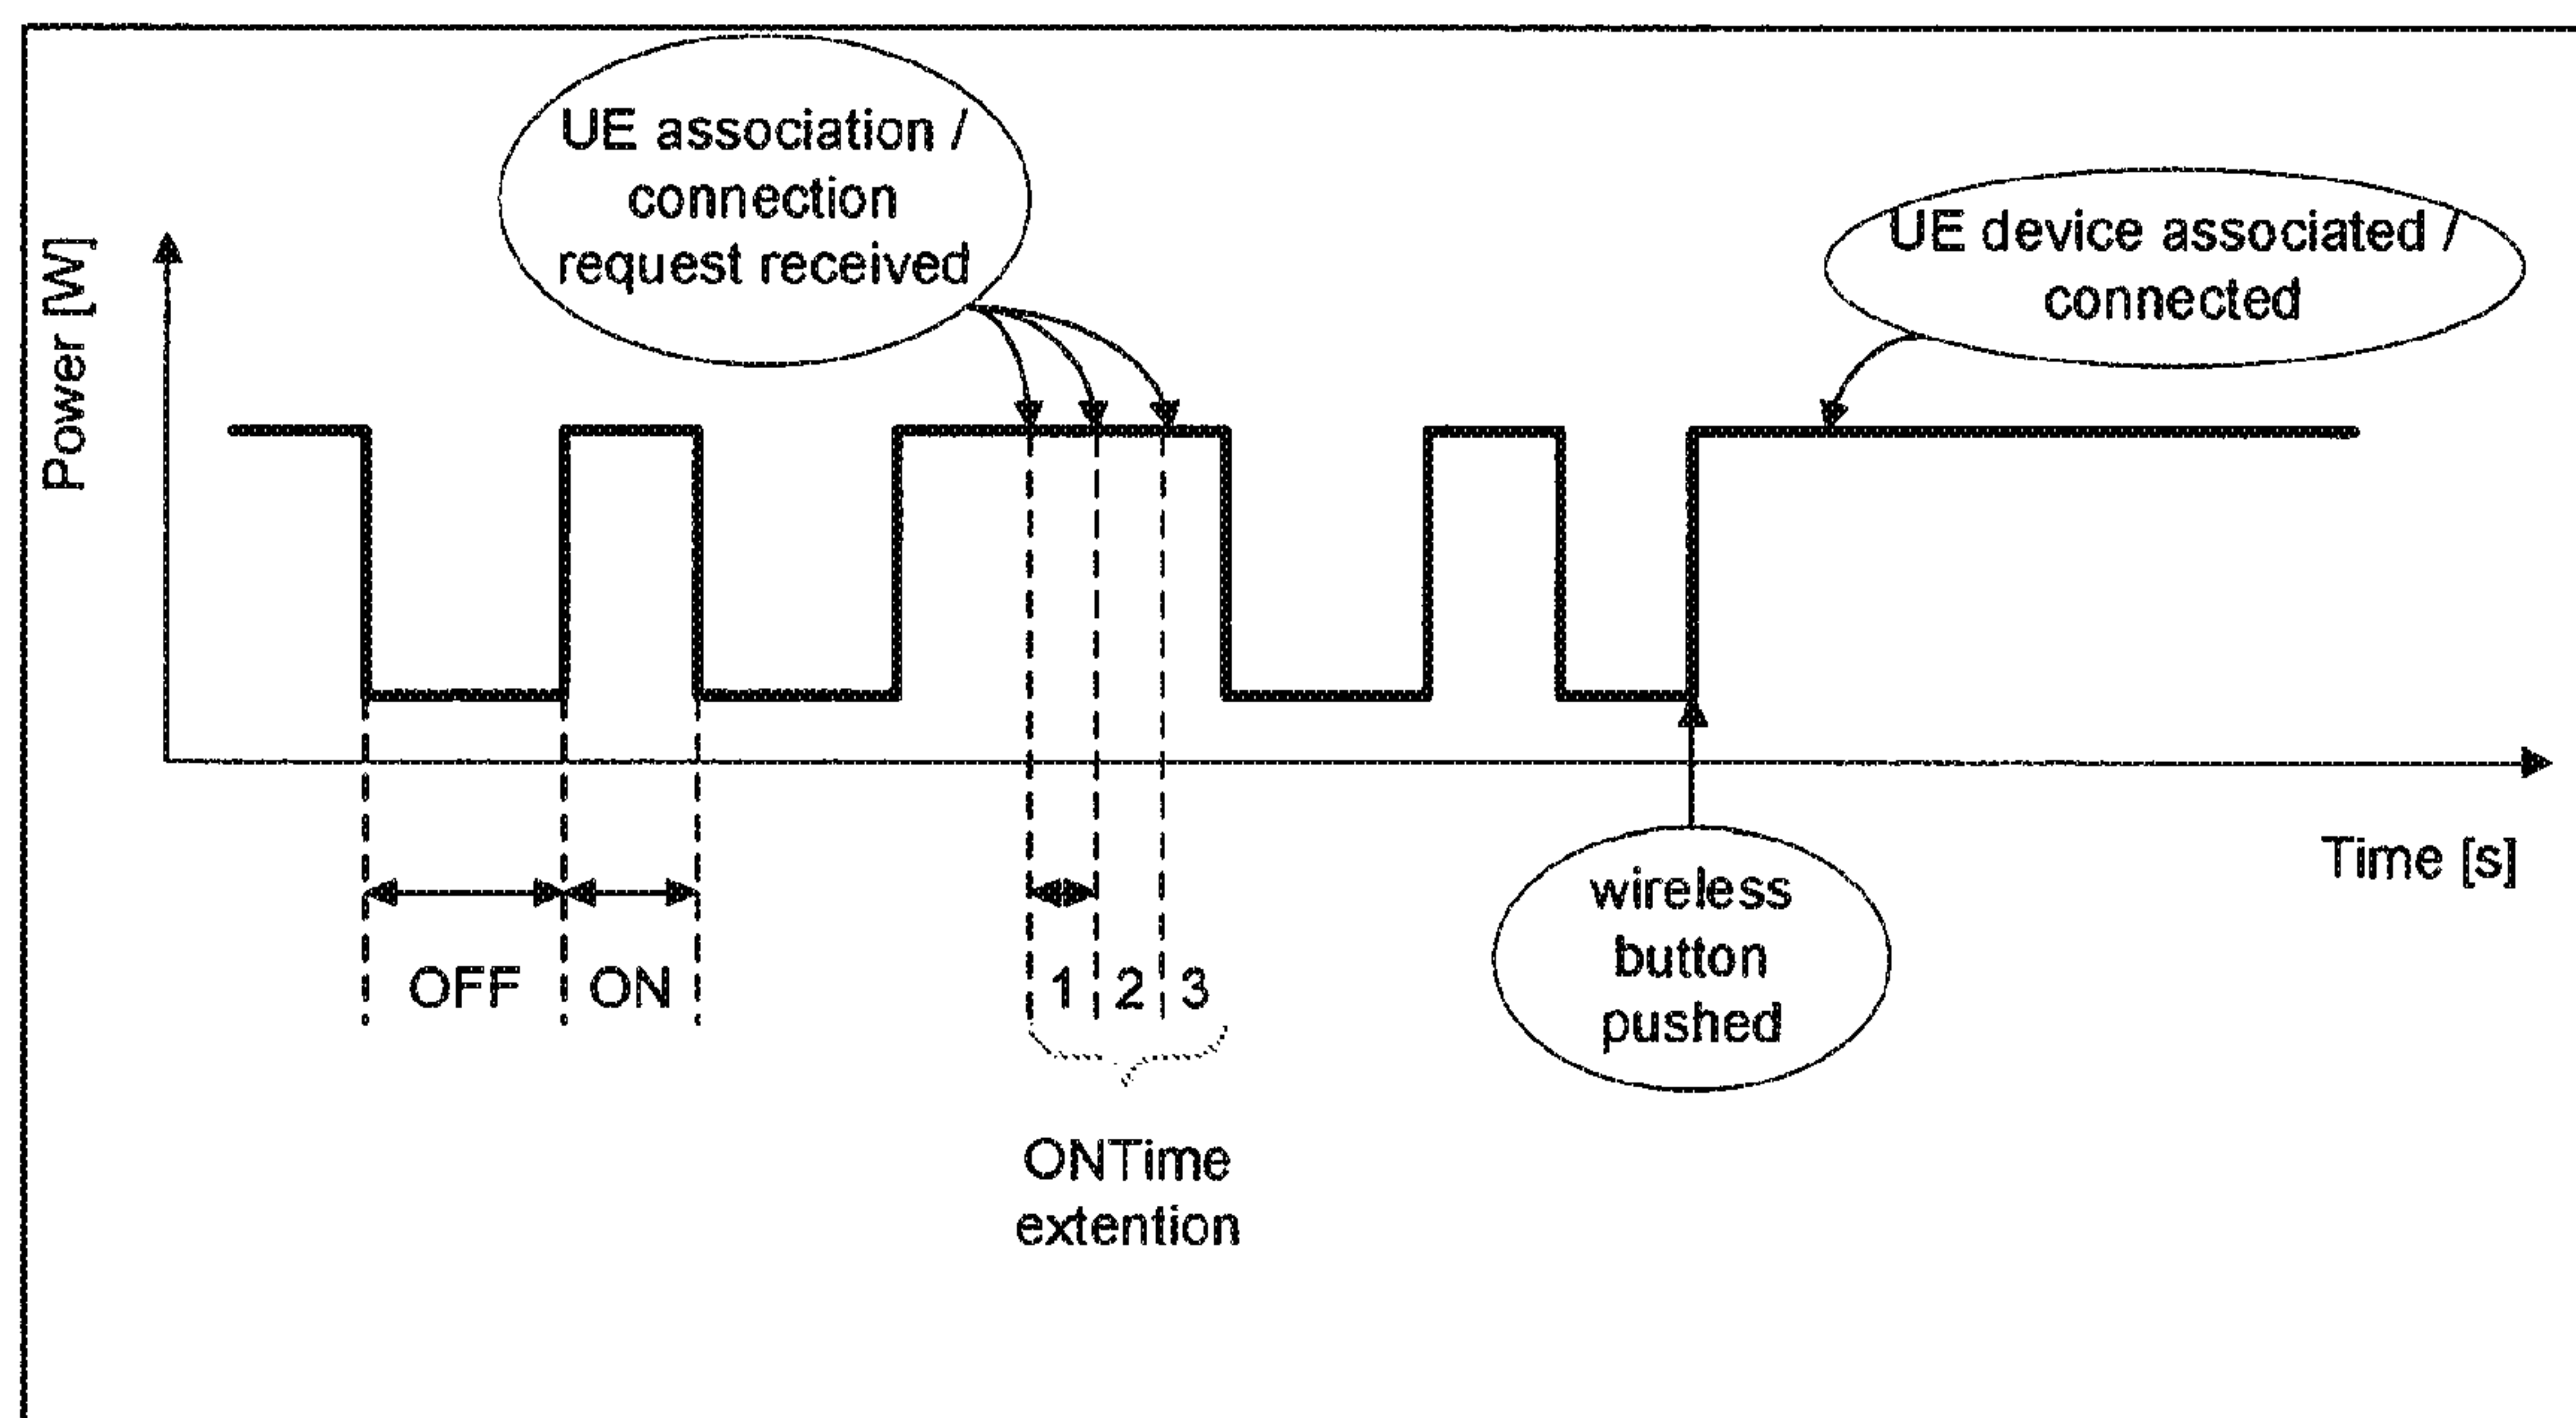 UE association /
connection
request received
UE device associated /
connected
Power [W]
Time [s]
OFF
ON
1
2
3
wireless
button
pushed
ONTime
extention